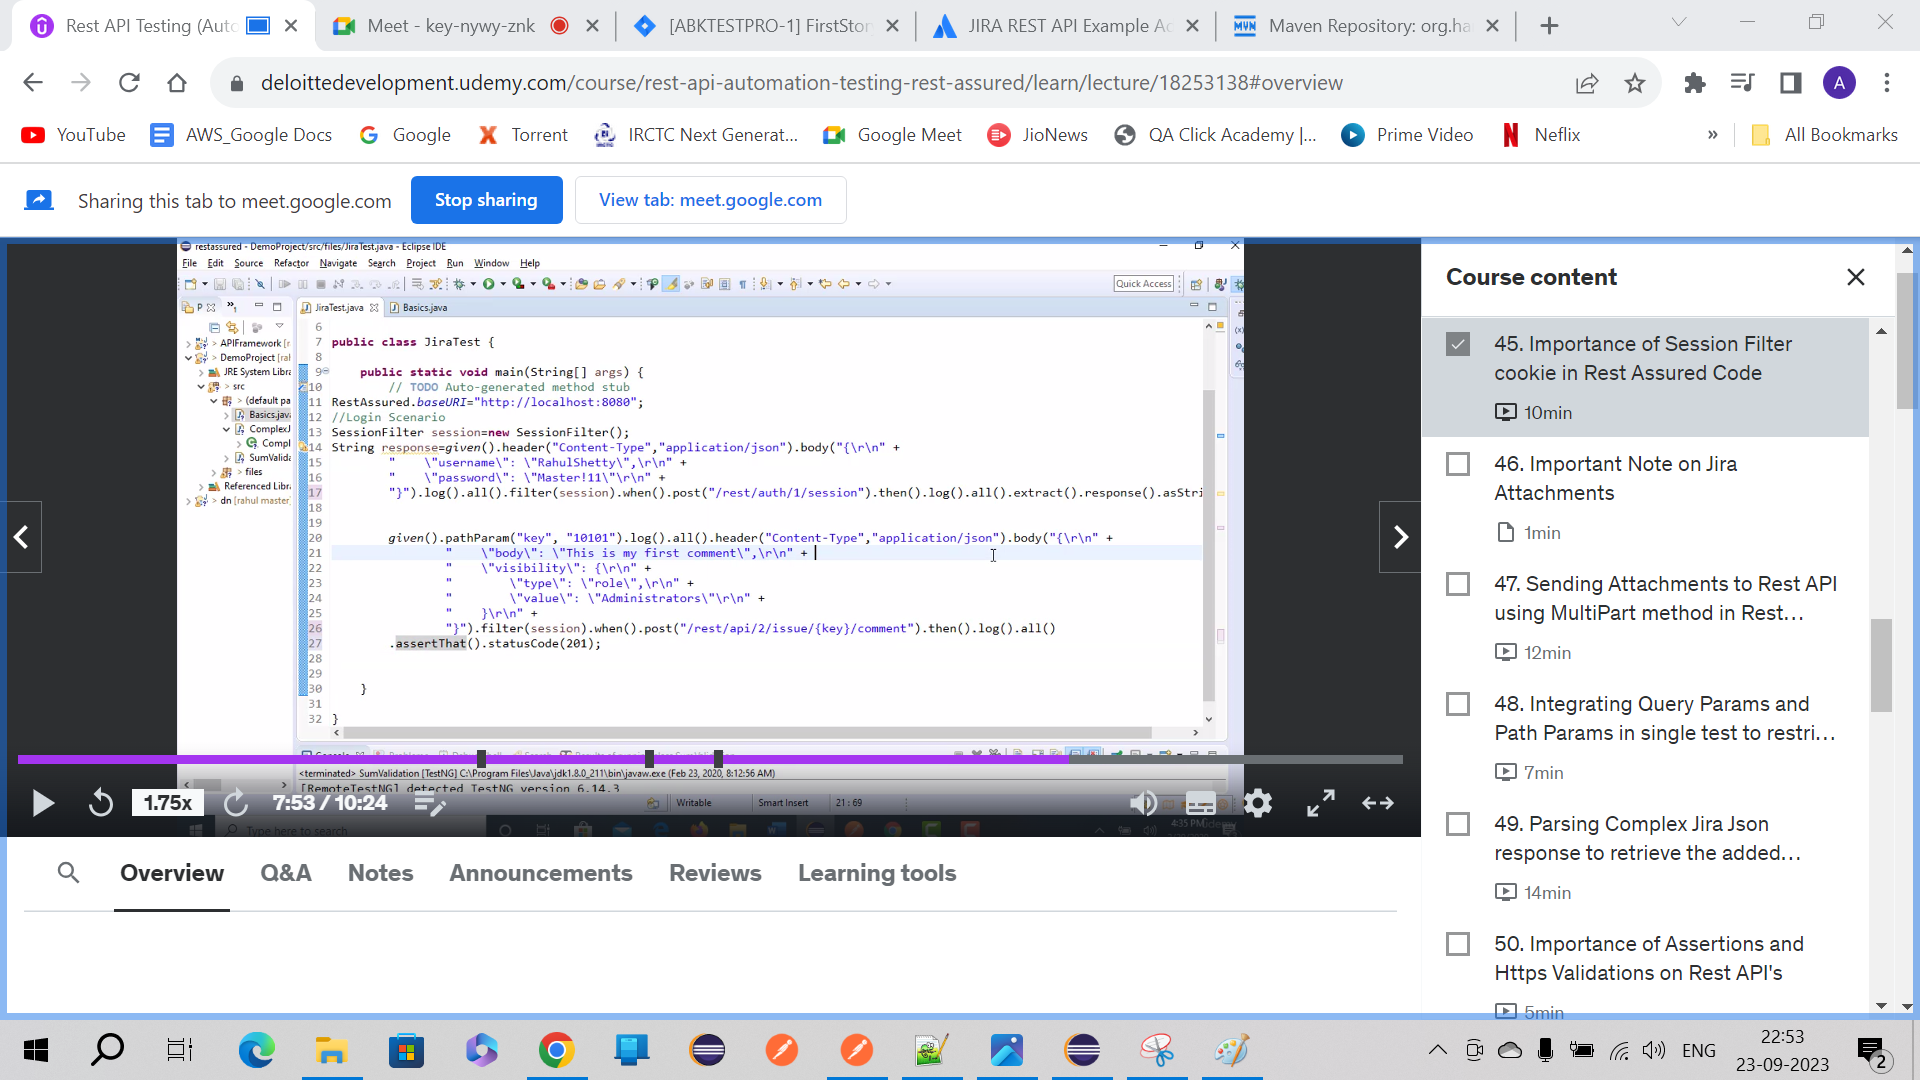 Rest API Testing (Auto
Meet - key-nywy-znk
[ABKTESTPRO-1] FirstStor
JIRA REST API Example Ad
Maven Repository: org.ha
deloittedevelopment.udemy.com/course/rest-api-automation-testing-rest-assured/learn/lecture/18253138#overview
A
YouTube
AWS_Google Docs
Google
Torrent
IRCTC Next Generat...
Google Meet
JioNews
QA Click Academy |...
Prime Video
Neflix
»
All Bookmarks
Sharing this tab to meet.google.com
Stop sharing
View tab: meet.google.com
restassured - DemoProject/src/files/JiraTest.java - Eclipse IDE
File Edit Source Refactor Navigate Search Project Run Window Help
Quick Access
JiraTest.java
Basics.java
APIFramework
DemoProject [ral
JRE System Libra
src
(default pa
Basics.java
ComplexJ
Compl
SumValida
files
Referenced Libra
dn [rahul master]
6
7 public class JiraTest {
8
9 public static void main(String[] args) {
10 // TODO Auto-generated method stub
11 RestAssured.baseURI="http://localhost:8080";
12 //Login Scenario
13 SessionFilter session=new SessionFilter();
14 String response=given().header("Content-Type","application/json").body("{\r\n" +
15 " \"username\": \"RahulShetty\",\r\n" +
16 " \"password\": \"Master!11\"\r\n" +
17 "}").log().all().filter(session).when().post("/rest/auth/1/session").then().log().all().extract().response().asStri
18
19
20 given().pathParam("key", "10101").log().all().header("Content-Type","application/json").body("{\r\n" +
21 " \"body\": \"This is my first comment\",\r\n" +
22 " \"visibility\": {\r\n" +
23 " \"type\": \"role\",\r\n" +
24 " \"value\": \"Administrators\"\r\n" +
25 " }\r\n" +
26 "}").filter(session).when().post("/rest/api/2/issue/{key}/comment").then().log().all()
27 .assertThat().statusCode(201);
28
29
30 }
31
32 }
<terminated> SumValidation [TestNG] C:\Program Files\Java\jdk1.8.0_211\bin\javaw.exe (Feb 23, 2020, 8:12:56 AM)
[RemoteTestNG] detected TestNG version 6.14.3
Writable
Smart Insert
21 : 69
1.75x
7:53 / 10:24
Type here to search
4:35 PM
Overview
Q&A
Notes
Announcements
Reviews
Learning tools
Course content
45. Importance of Session Filter
cookie in Rest Assured Code
10min
46. Important Note on Jira
Attachments
1min
47. Sending Attachments to Rest API
using MultiPart method in Rest...
12min
48. Integrating Query Params and
Path Params in single test to restri...
7min
49. Parsing Complex Jira Json
response to retrieve the added...
14min
50. Importance of Assertions and
Https Validations on Rest API's
5min
ENG
22:53
23-09-2023
2